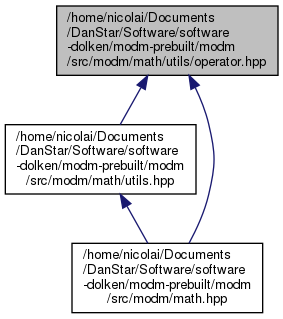 /home/nicolai/Documents
/DanStar/Software/software
-dolken/modm-prebuilt/modm
/src/modm/math/utils/operator.hpp
/home/nicolai/Documents
/DanStar/Software/software
-dolken/modm-prebuilt/modm
/src/modm/math/utils.hpp
/home/nicolai/Documents
/DanStar/Software/software
-dolken/modm-prebuilt/modm
/src/modm/math.hpp